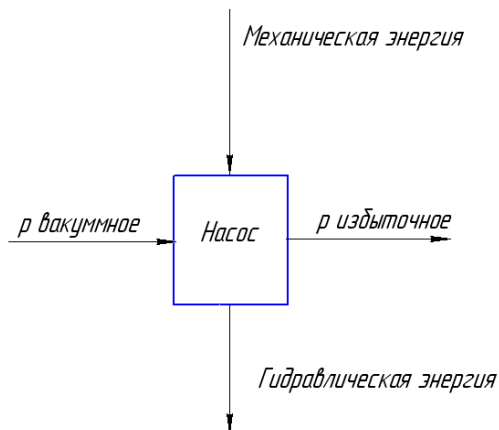 Механическая энергия
р вакуммное
Насос
р избыточное
Гидравлическая энергия